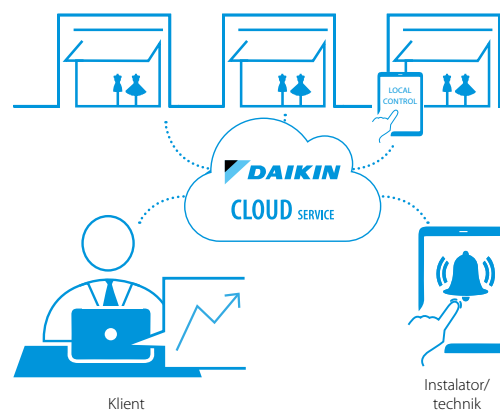 LOCAL
CONTROL
DAIKIN
CLOUD SERVICE
Klient
Instalator/
technik